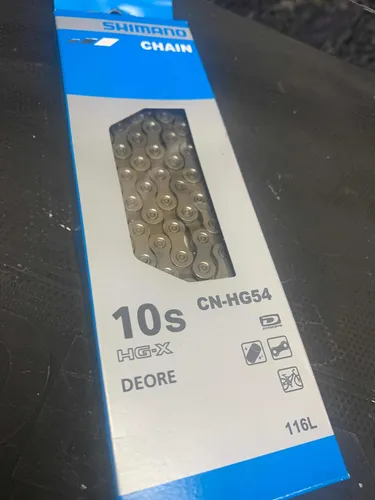 SHIMANO
CHAIN
10s
CN-HG54
HG-X
DEORE
116L